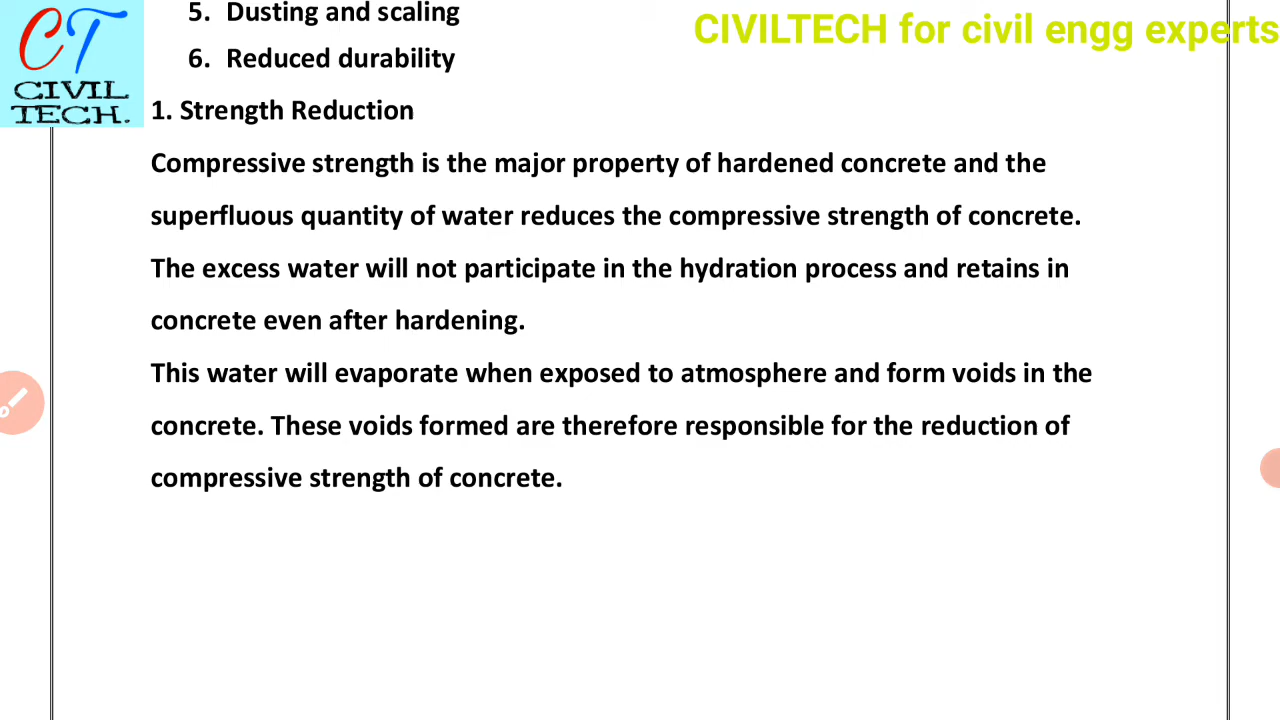 CT
CIVIL
TECH.
CIVILTECH for civil engg experts
5. Dusting and scaling
6. Reduced durability
1. Strength Reduction
Compressive strength is the major property of hardened concrete and the
superfluous quantity of water reduces the compressive strength of concrete.
The excess water will not participate in the hydration process and retains in
concrete even after hardening.
This water will evaporate when exposed to atmosphere and form voids in the
concrete. These voids formed are therefore responsible for the reduction of
compressive strength of concrete.